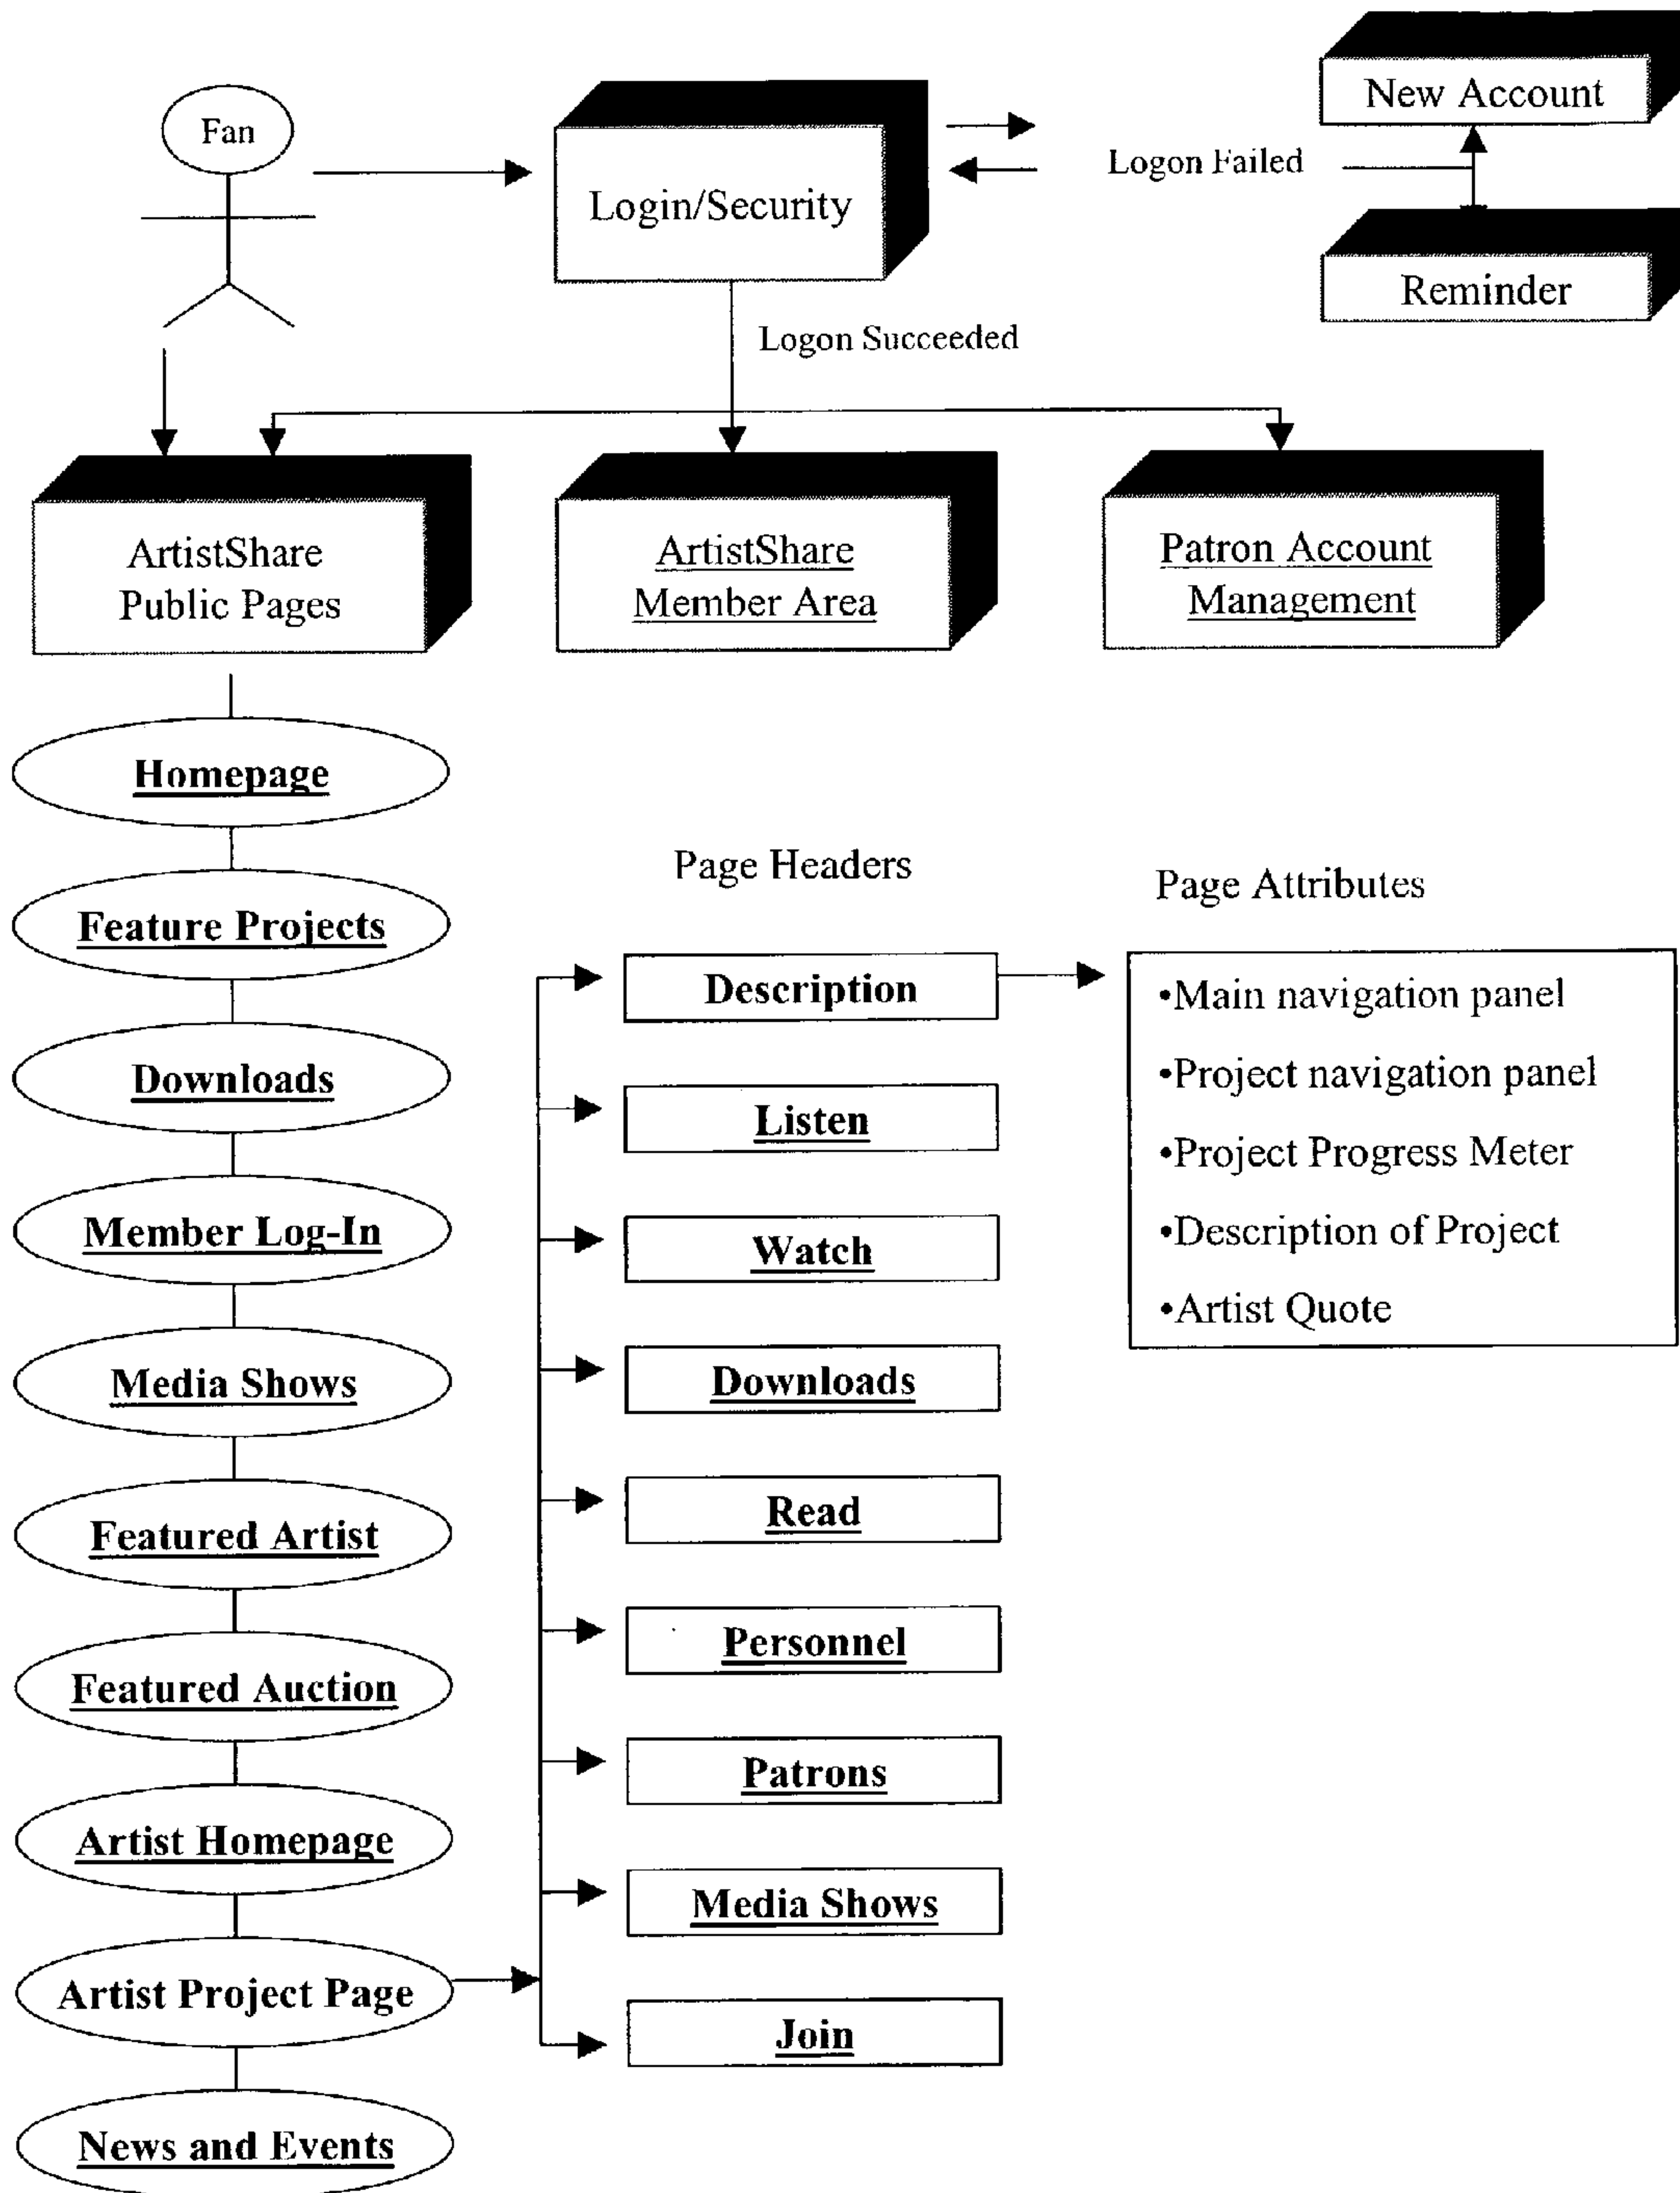 New Account
Fan
Logon Failed
Login/Security
Reminder
Logon Succeeded
ArtistShare
Public Pages
ArtistShare
Member Area
Patron Account
Management
Homepage
Feature Projects
Downloads
Member Log-In
Media Shows
Featured Artist
Featured Auction
Artist Homepage
Artist Project Page
News and Events
Page Headers
Description
Listen
Watch
Downloads
Read
Personnel
Patrons
Media Shows
Join
Page Attributes
•Main navigation panel
•Project navigation panel
•Project Progress Meter
•Description of Project
•Artist Quote